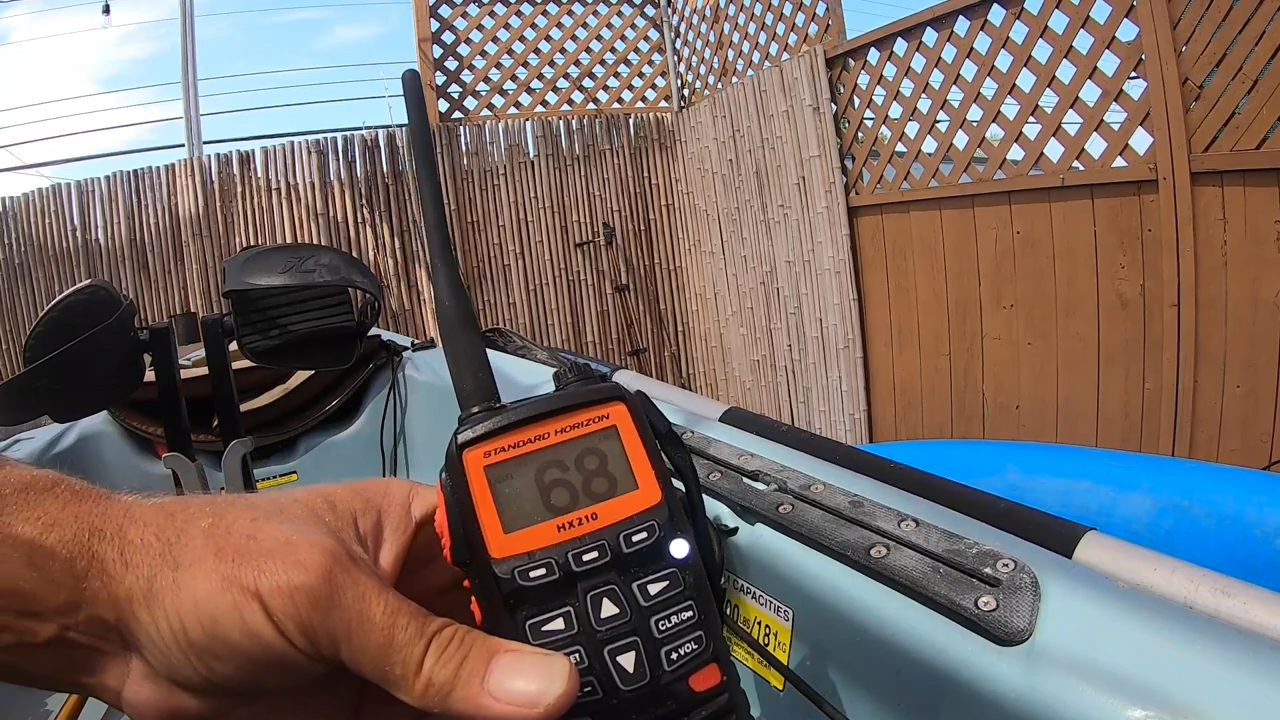 STANDARD HORIZON
68
HX210
CLR/
+VOL
CAPACITIES
LBS/181KG